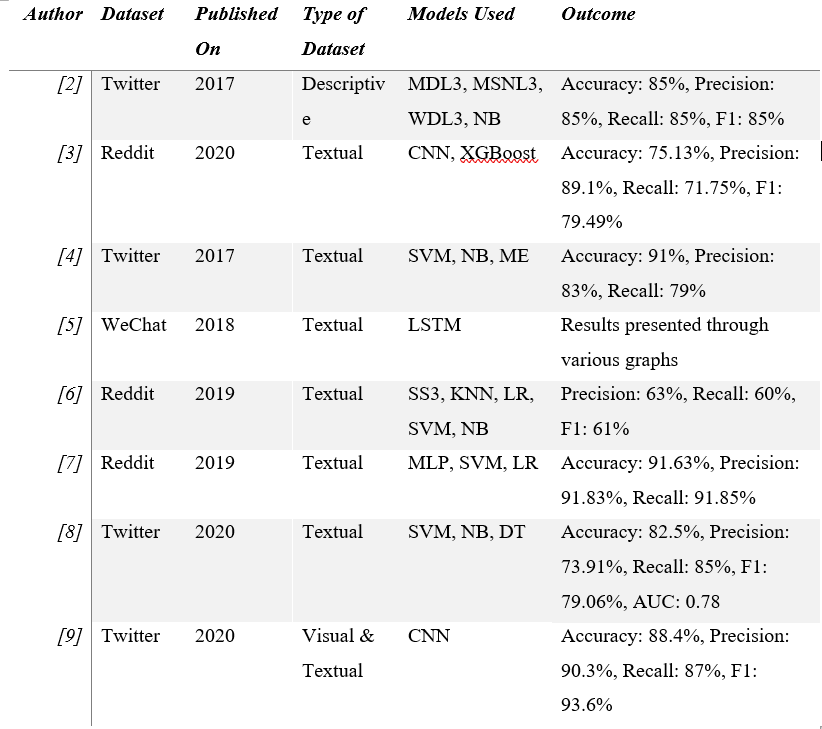 Author Dataset Published On Type of Dataset Models Used Outcome
[2] Twitter 2017 Descriptive MDL3, MSNL3, WDL3, NB Accuracy: 85%, Precision: 85%, Recall: 85%, F1: 85%
[3] Reddit 2020 Textual CNN, XGBoost Accuracy: 75.13%, Precision: 89.1%, Recall: 71.75%, F1: 79.49%
[4] Twitter 2017 Textual SVM, NB, ME Accuracy: 91%, Precision: 83%, Recall: 79%
[5] WeChat 2018 Textual LSTM Results presented through various graphs
[6] Reddit 2019 Textual SS3, KNN, LR, SVM, NB Precision: 63%, Recall: 60%, F1: 61%
[7] Reddit 2019 Textual MLP, SVM, LR Accuracy: 91.63%, Precision: 91.83%, Recall: 91.85%
[8] Twitter 2020 Textual SVM, NB, DT Accuracy: 82.5%, Precision: 73.91%, Recall: 85%, F1: 79.06%, AUC: 0.78
[9] Twitter 2020 Visual & Textual CNN Accuracy: 88.4%, Precision: 90.3%, Recall: 87%, F1: 93.6%